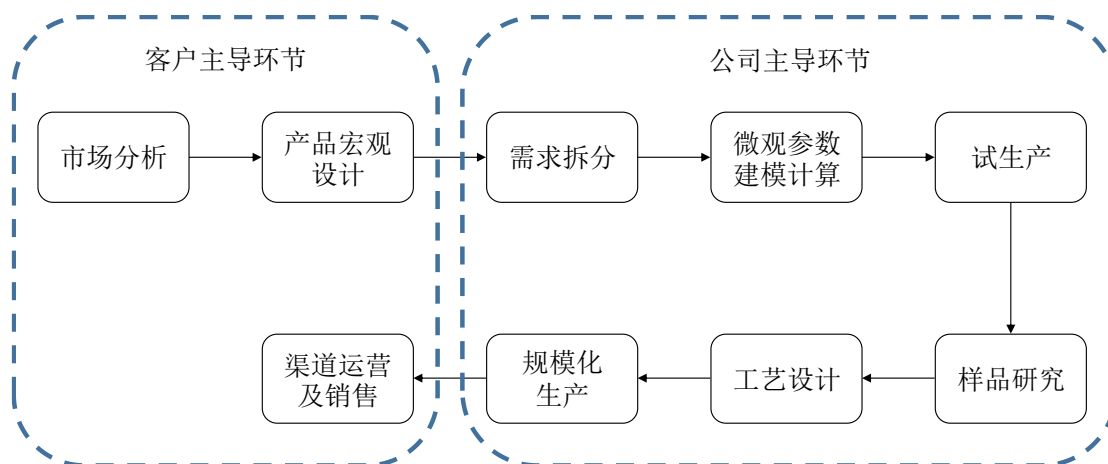 客户主导环节
公司主导环节
市场分析
产品宏观
设计
需求拆分
微观参数
建模计算
试生产
样品研究
工艺设计
规模化
生产
渠道运营
及销售